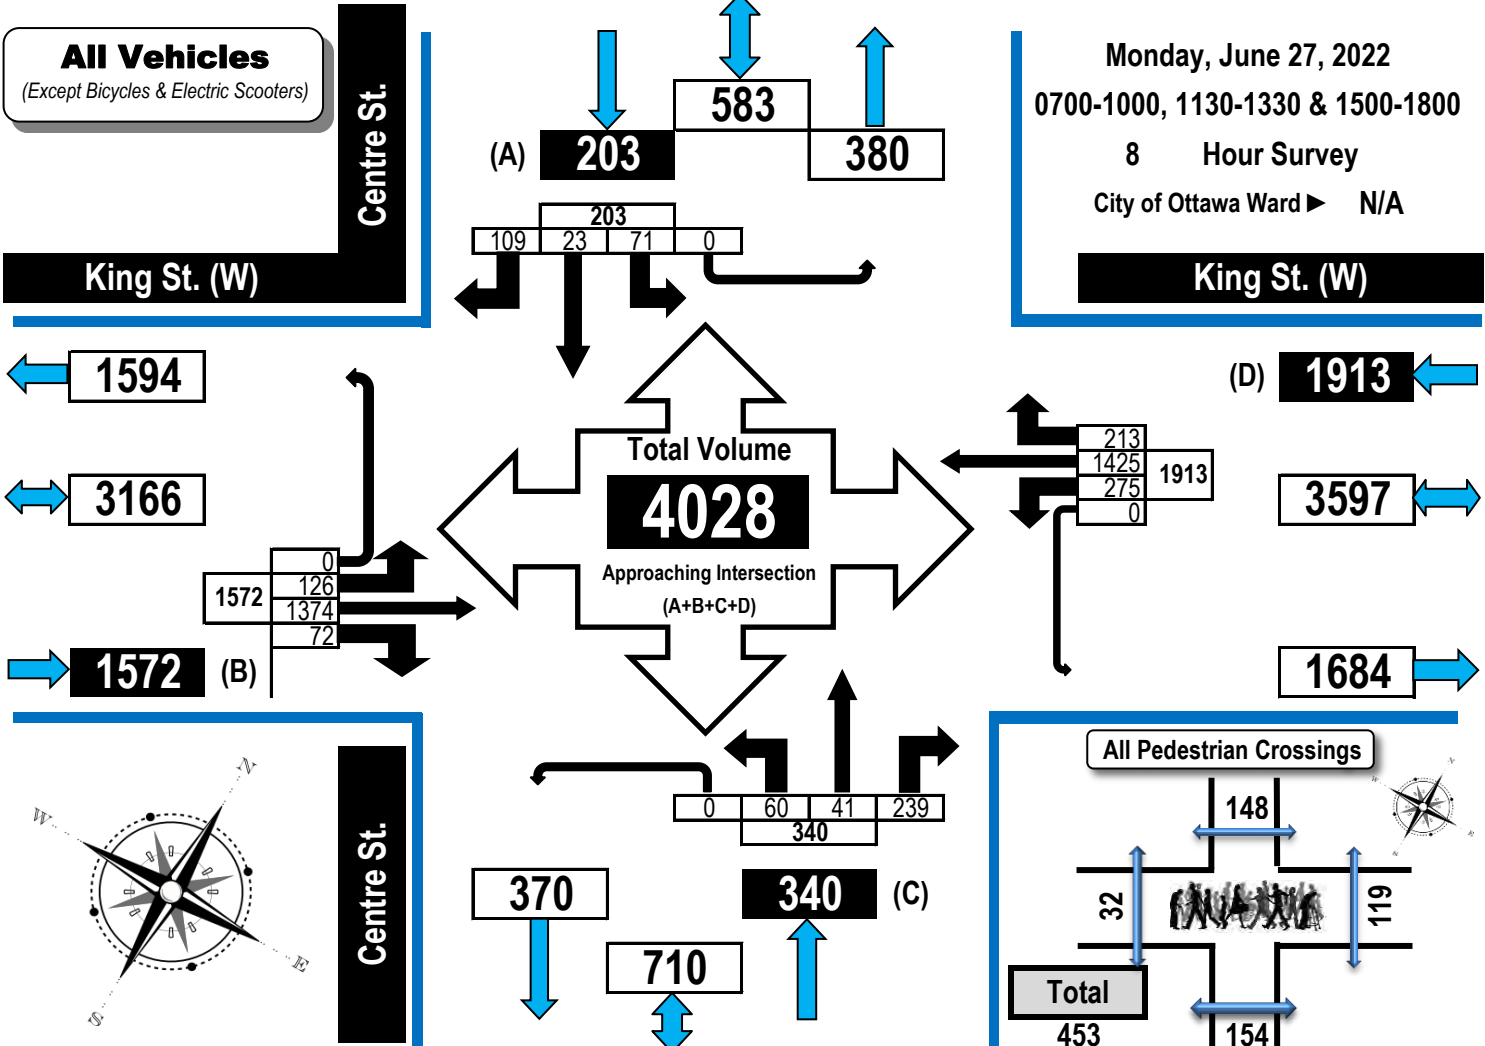 All Vehicles
(Except Bicycles & Electric Scooters)
Centre St.
King St. (W)
583
(A) 203
380
203
109 23 71 0
Monday, June 27, 2022
0700-1000, 1130-1330 & 1500-1800
8 Hour Survey
City of Ottawa Ward ► N/A
King St. (W)
1594
3166
0
126
1374
72
1572
1572 (B)
Total Volume
4028
Approaching Intersection
(A+B+C+D)
(D) 1913
213
1425
275
0
1913
3597
1684
N
W
E
S
Centre St.
0 60 41 239
340
370
340 (C)
710
All Pedestrian Crossings
N
W
E
S
148
32
119
Total
453
154